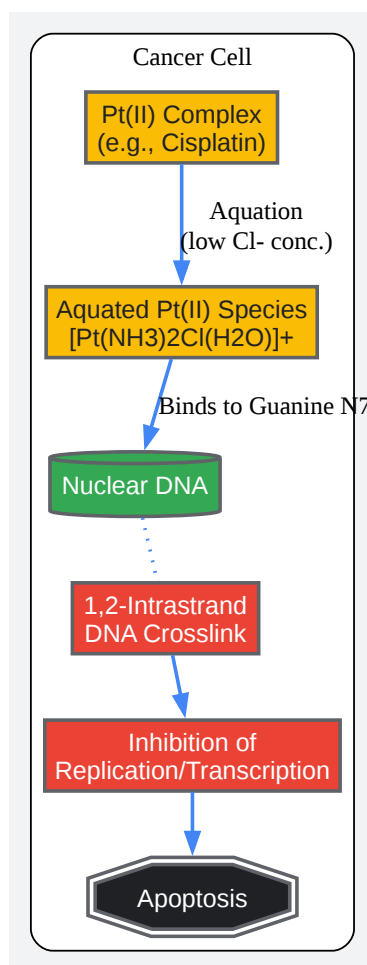 Cancer Cell
Pt(II) Complex
(e.g., Cisplatin)
Aquation
(low Cl- conc.)
Aquated Pt(II) Species
[Pt(NH3)2Cl(H2O)]+
Binds to Guanine N7
Nuclear DNA
1,2-Intrastrand
DNA Crosslink
Inhibition of
Replication/Transcription
Apoptosis